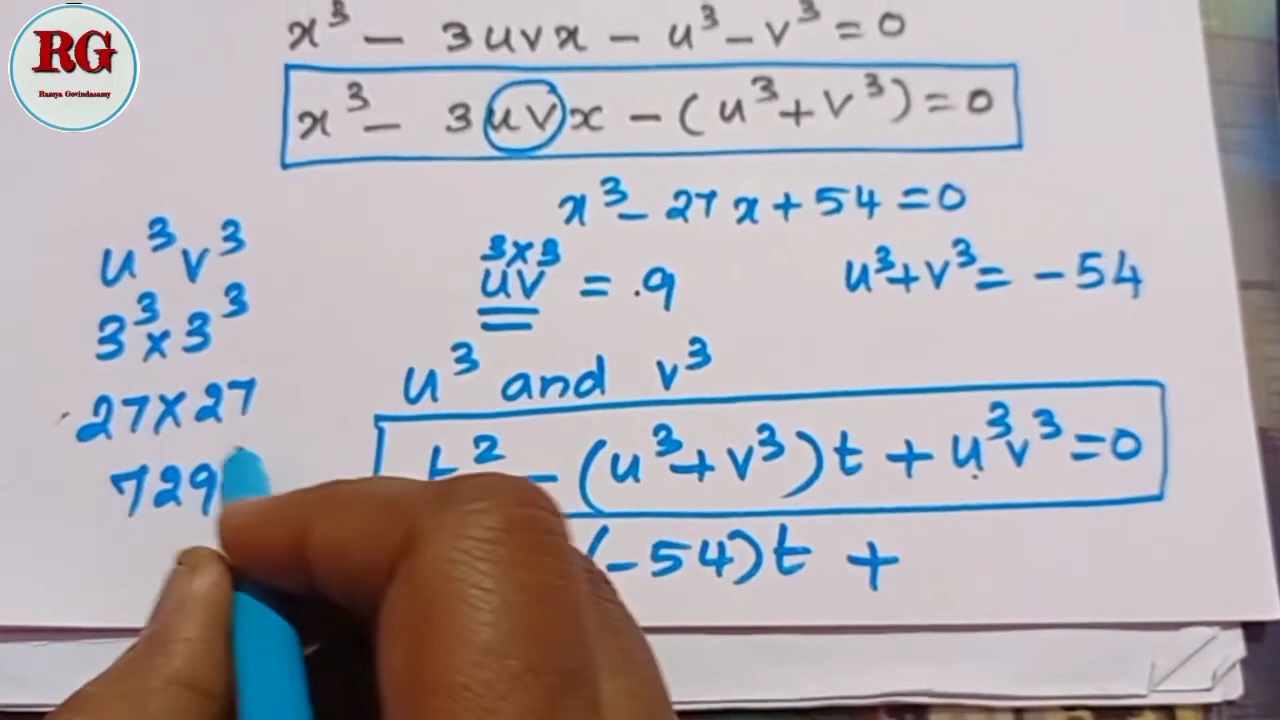 RG
Ramya Govindasamy
x³ - 3uvx - u³ - v³ = 0
x³ - 3uvx - (u³ + v³) = 0
x³ - 27x + 54 = 0
3×3
uv = .9
u³ + v³ = -54
u³v³
3³ × 3³
27 × 27
729
u³ and v³
t² - (u³ + v³)t + u³v³ = 0
(-54)t +